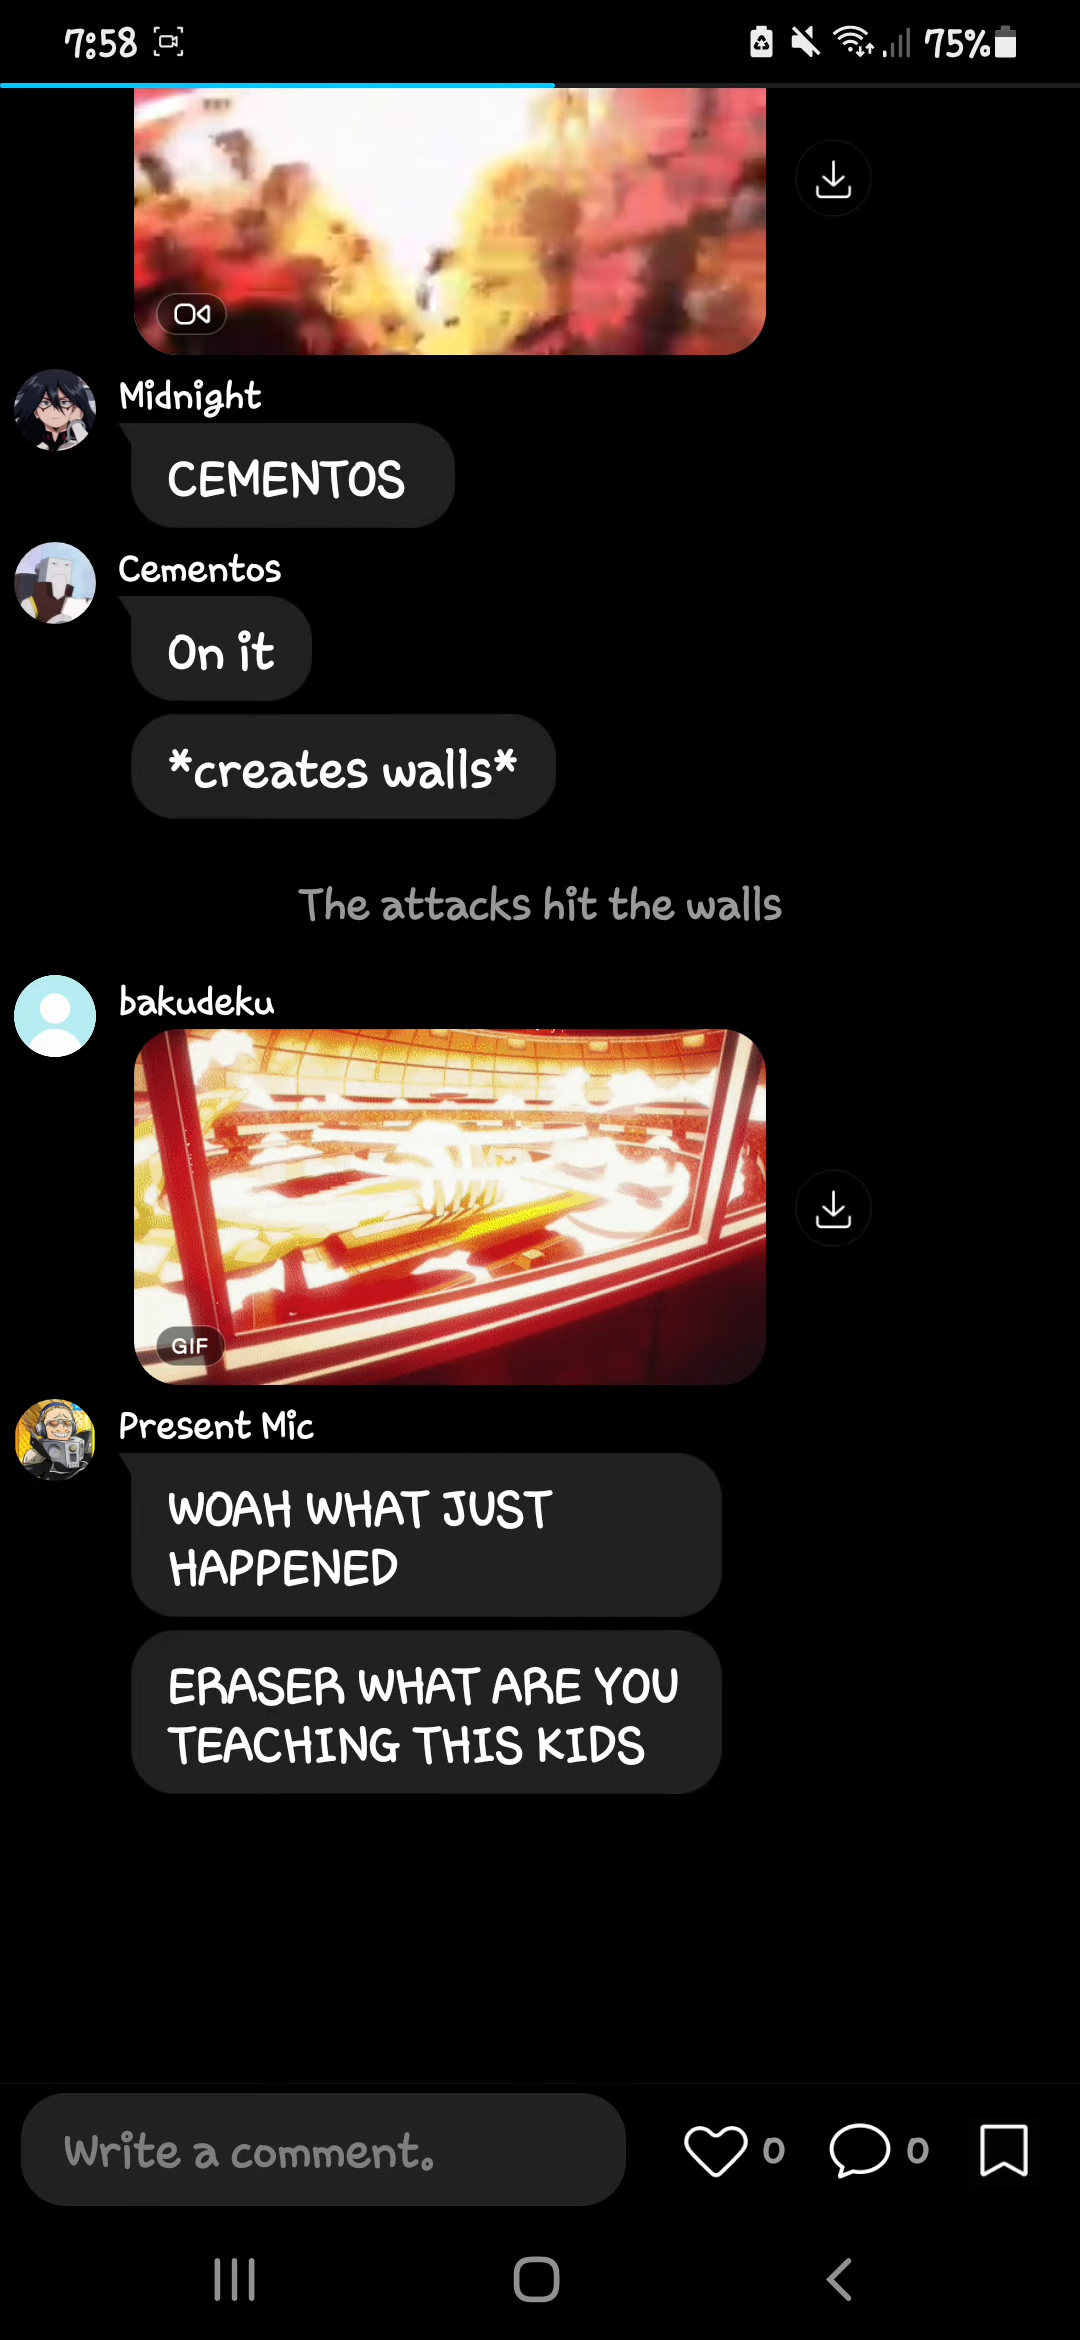 7:58
75%
Midnight
CEMENTOS
Cementos
On it
*creates walls*
The attacks hit the walls
bakudeku
GIF
Present Mic
WOAH WHAT JUST
HAPPENED
ERASER WHAT ARE YOU
TEACHING THIS KIDS
Write a comment.
0
0